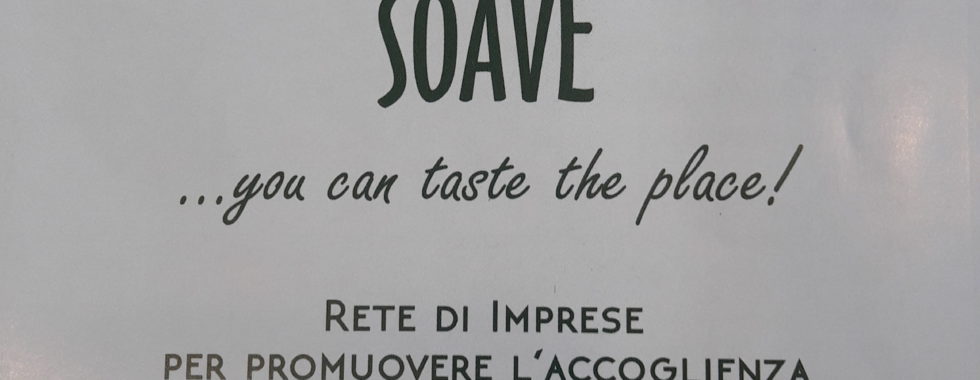 SOAVE
...you can taste the place!
Rete di Imprese
per promuovere l'accoglienza